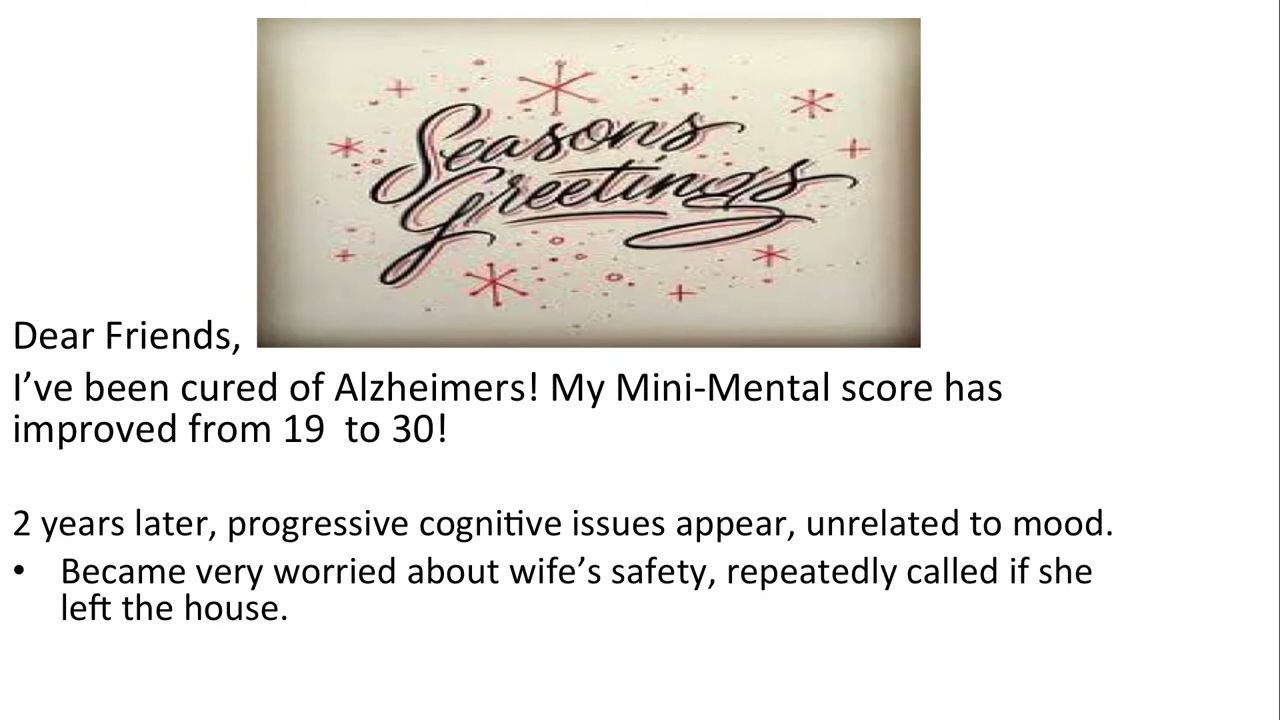 Seasons
Greetings
Dear Friends,
I’ve been cured of Alzheimers! My Mini-Mental score has
improved from 19  to 30!
2 years later, progressive cognitive issues appear, unrelated to mood.
• Became very worried about wife’s safety, repeatedly called if she
left the house.